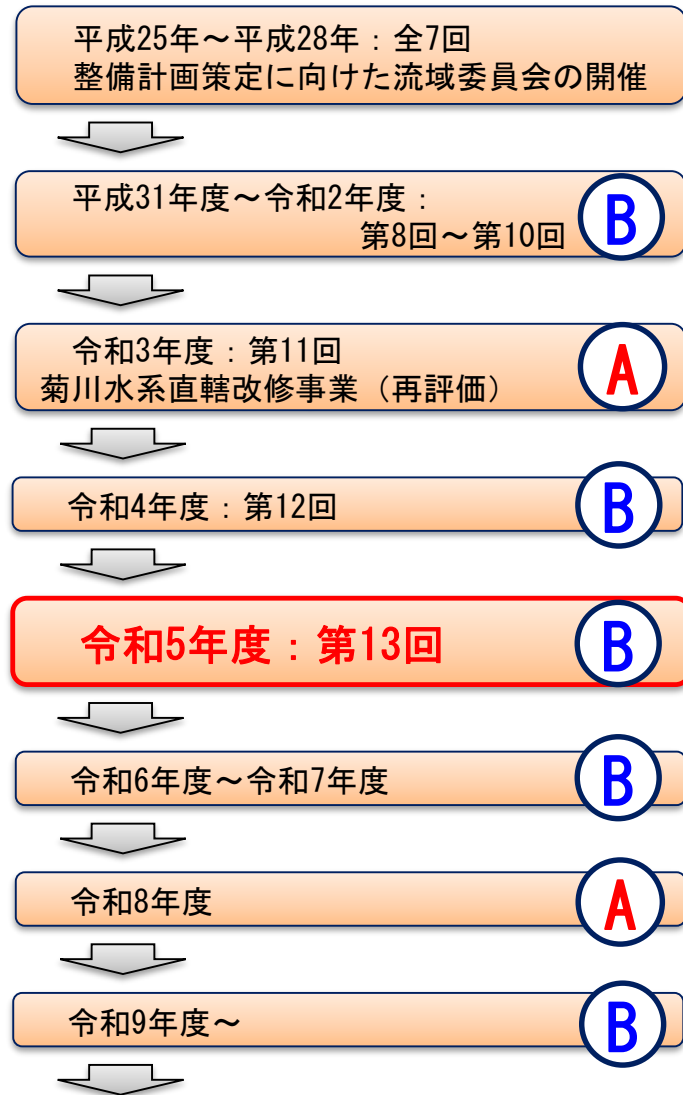 平成25年～平成28年：全7回
整備計画策定に向けた流域委員会の開催
平成31年度～令和2年度：
第8回～第10回
B
令和3年度：第11回
菊川水系直轄改修事業（再評価）
A
令和4年度：第12回
B
令和5年度：第13回
B
令和6年度～令和7年度
B
令和8年度
A
令和9年度～
B